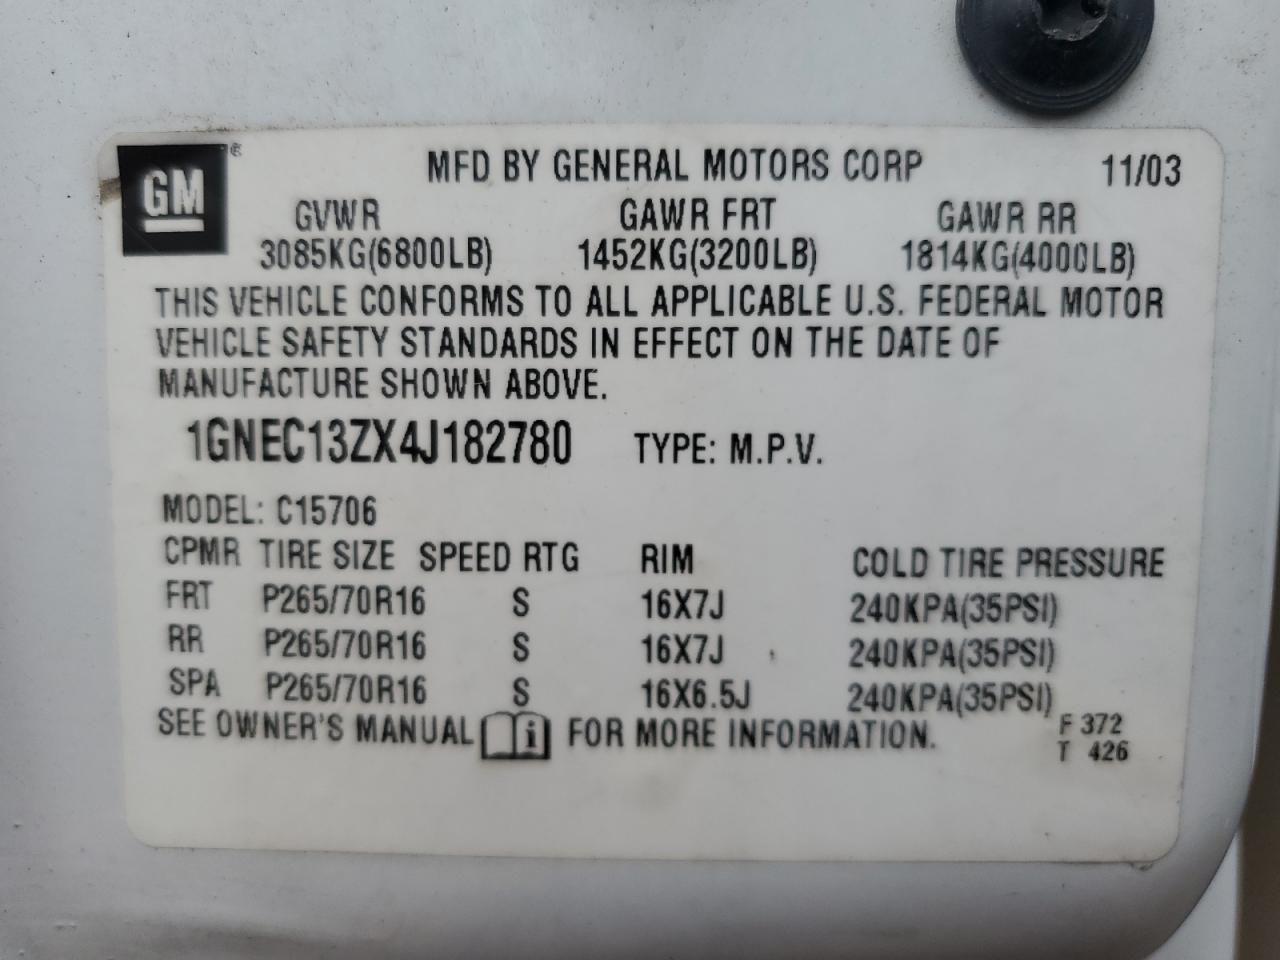 GM® MFD BY GENERAL MOTORS CORP 11/03
GVWR GAWR FRT GAWR RR
3085KG(6800LB) 1452KG(3200LB) 1814KG(4000LB)
THIS VEHICLE CONFORMS TO ALL APPLICABLE U.S. FEDERAL MOTOR
VEHICLE SAFETY STANDARDS IN EFFECT ON THE DATE OF
MANUFACTURE SHOWN ABOVE.
1GNEC13ZX4J182780 TYPE: M.P.V.
MODEL: C15706
CPMR TIRE SIZE SPEED RTG RIM COLD TIRE PRESSURE
FRT P265/70R16 S 16X7J 240KPA(35PSI)
RR P265/70R16 S 16X7J 240KPA(35PSI)
SPA P265/70R16 S 16X6.5J 240KPA(35PSI)
SEE OWNER'S MANUAL i FOR MORE INFORMATION. F 372
T 426